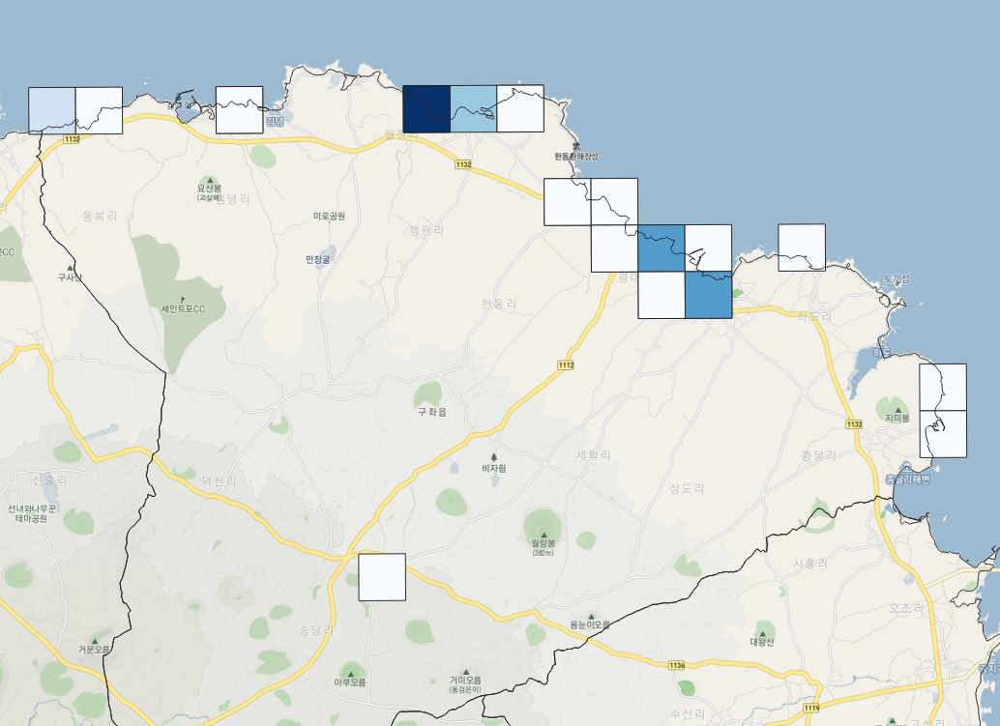 김녕
1132
월정리
1132
한동환해장성
묘산봉
(괴살메)
김녕리
동복리
미로공원
행원리
CC
만장굴
구사산
토끼섬
세인트포CC
한동리
평대
하도리
하도
1112
구좌읍
지미봉
1132
세화리
종달리
비자림
선흘리
덕천리
상도리
종달리해변
선녀와나무꾼
테마공원
월랑봉
(382m)
시흥리
오조리
송당리
용눈이오름
대왕산
거문오름
1136
아부오름
거미오름
(동검은이)
수산리
1119
고성리